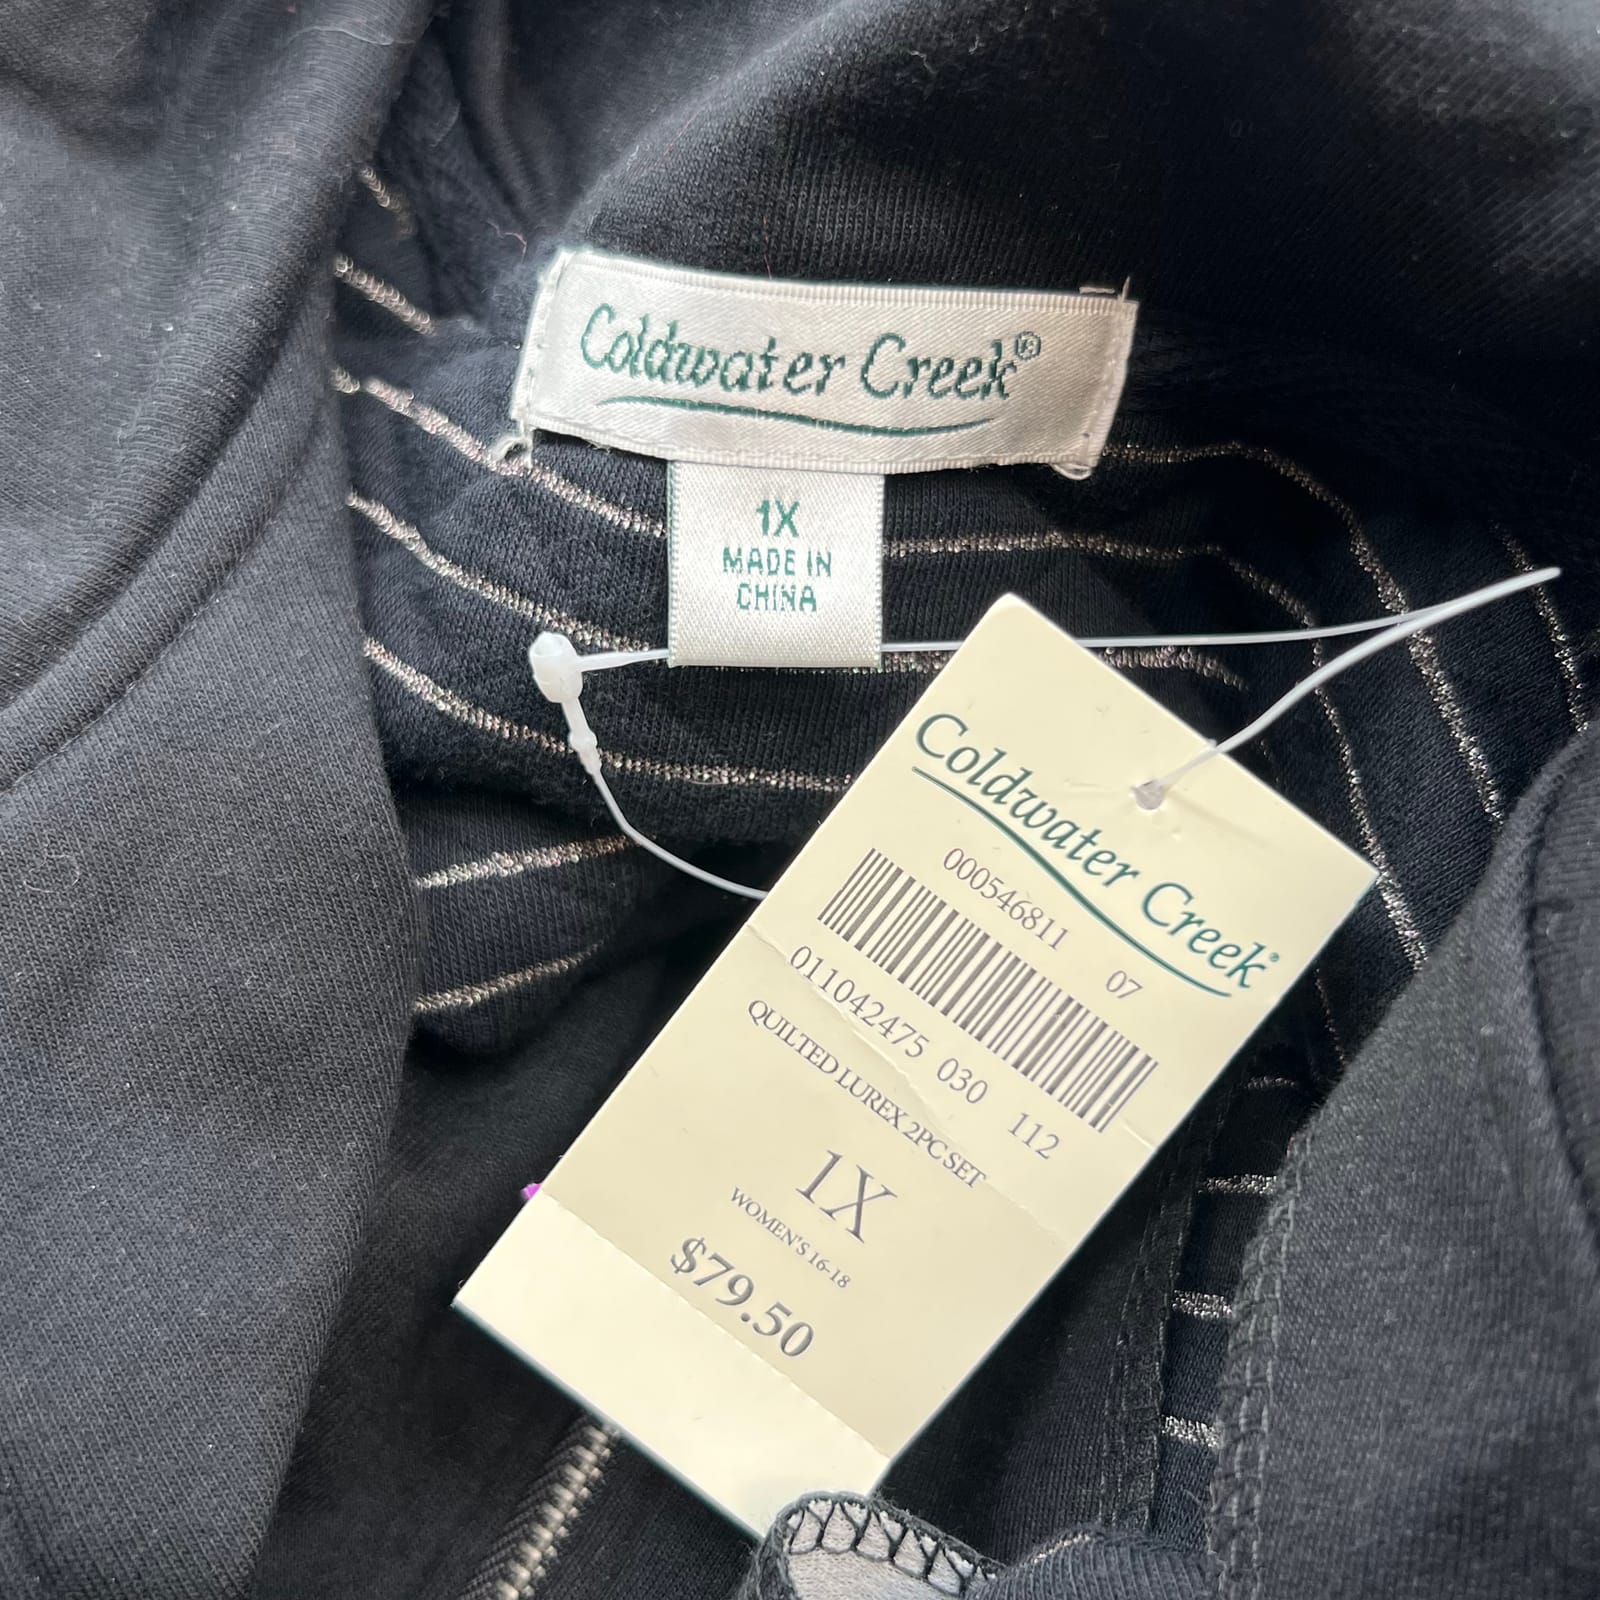 Coldwater Creek®
1X
MADE IN
CHINA
Coldwater Creek®
000546811 07
011042475 030 112
QUILTED LUREX 2PC SET
1X
WOMEN'S 16-18
$79.50